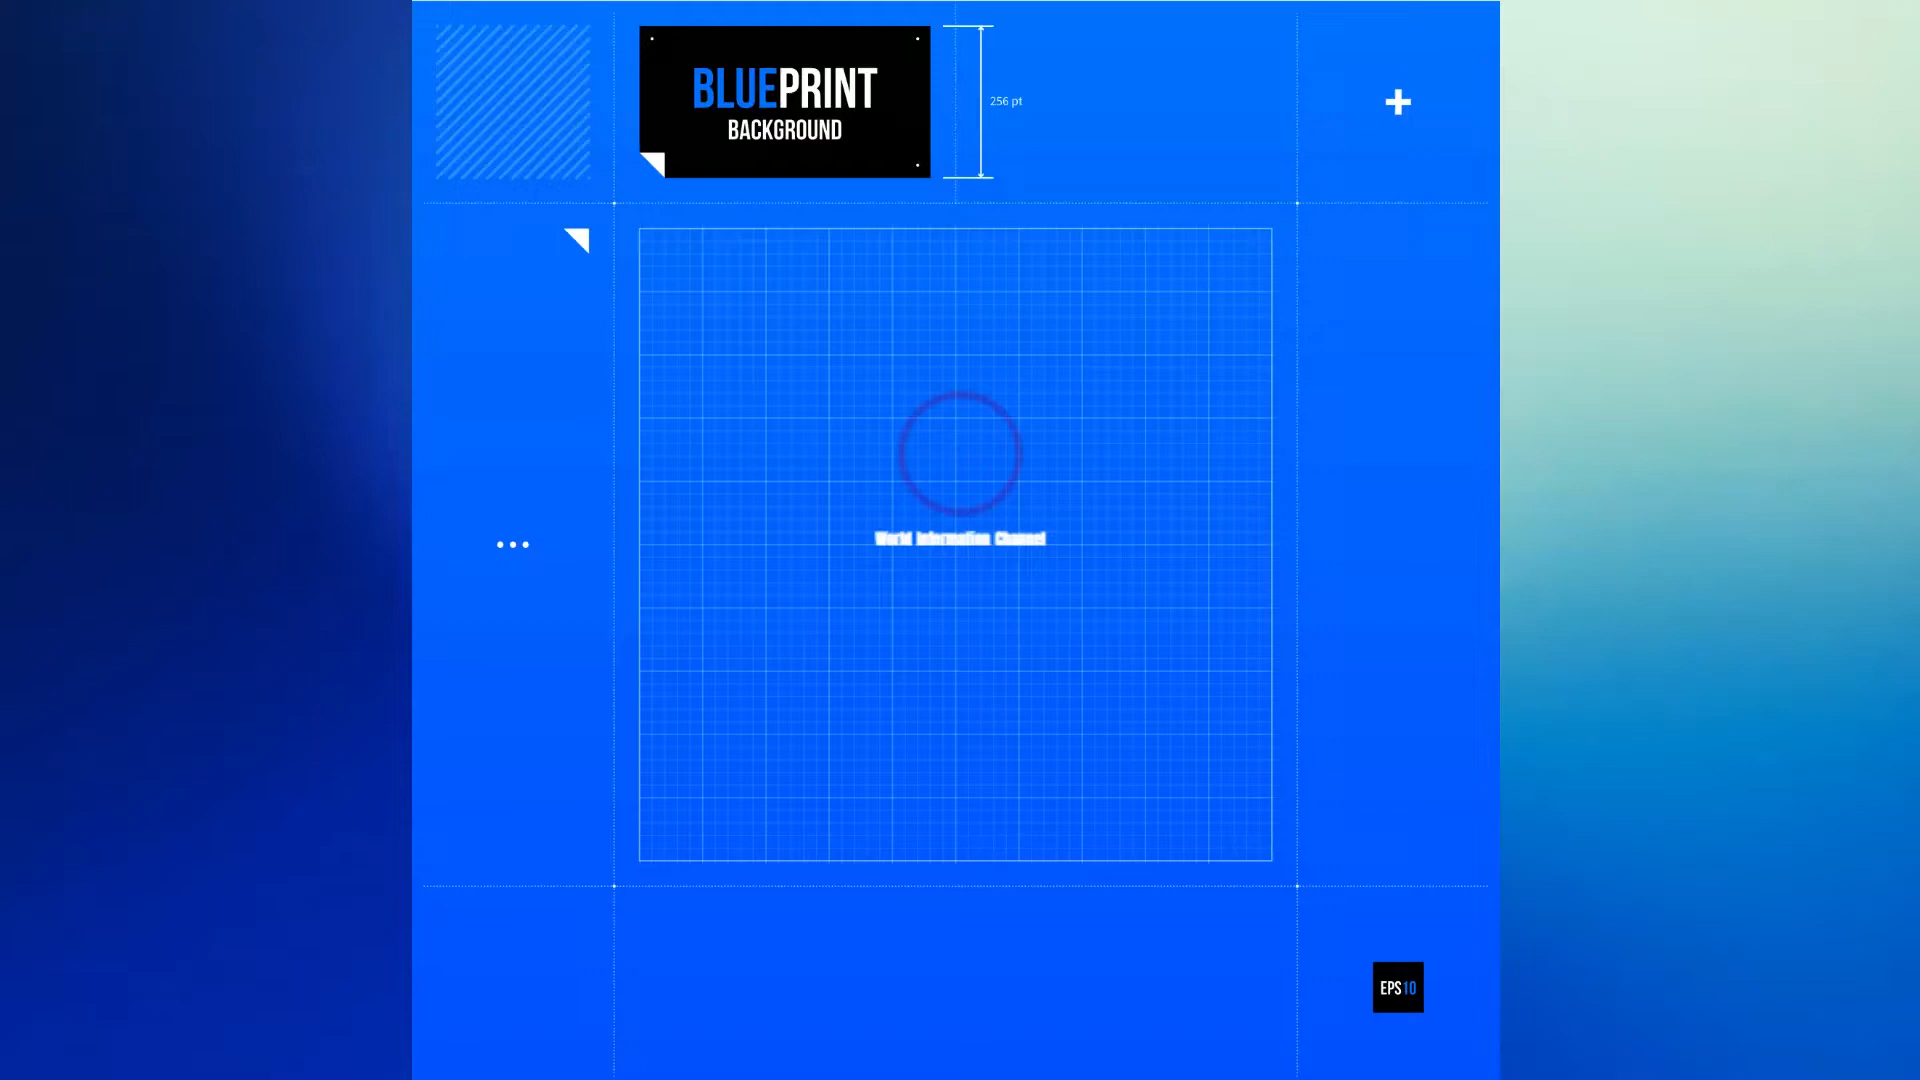 BLUEPRINT
BACKGROUND
256 pt
World Information Channel
EPS10